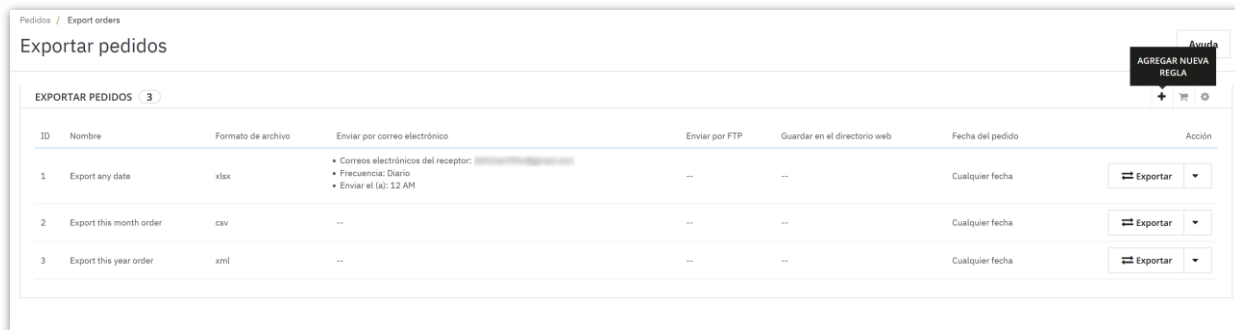 Pedidos / Export orders
Exportar pedidos
Ayuda
AGREGAR NUEVA
REGLA
EXPORTAR PEDIDOS 3
ID Nombre Formato de archivo Enviar por correo electrónico Enviar por FTP Guardar en el directorio web Fecha del pedido Acción
• Correos electrónicos del receptor:
1 Export any date xlsx • Frecuencia: Diario -- -- Cualquier fecha Exportar
• Enviar el (a): 12 AM
2 Export this month order csv -- -- -- Cualquier fecha Exportar
3 Export this year order xml -- -- -- Cualquier fecha Exportar